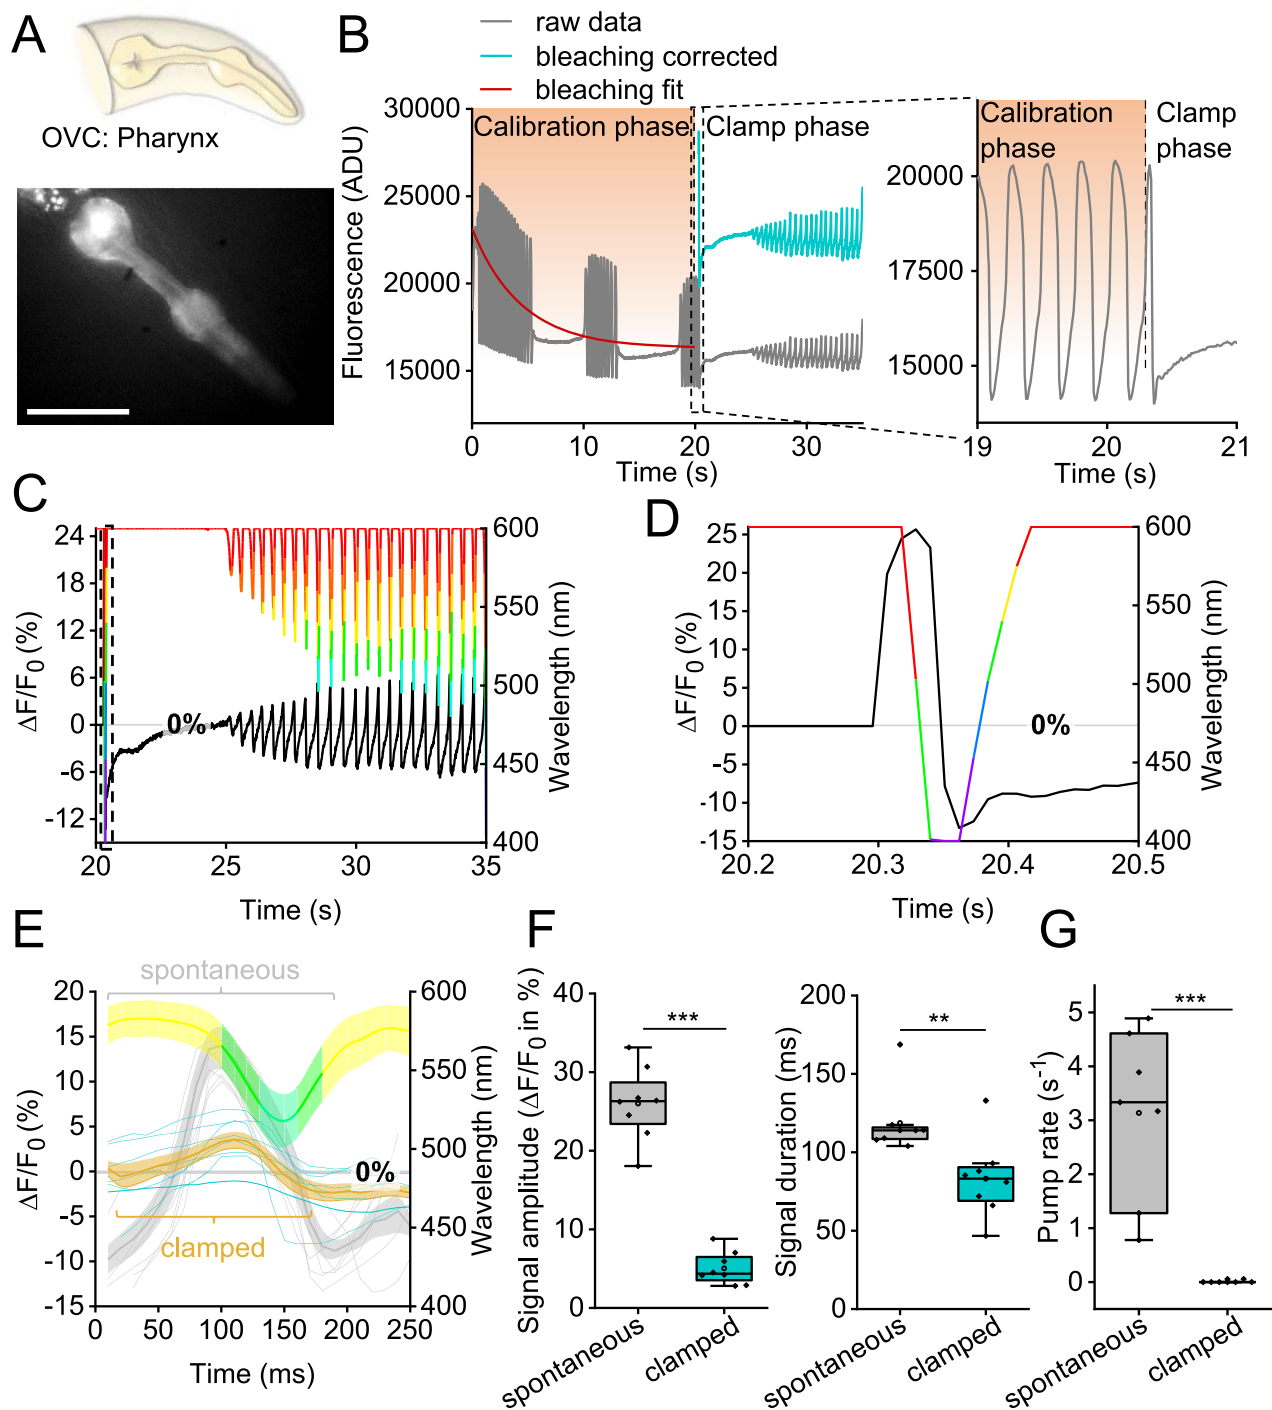 A
OVC: Pharynx
B
raw data
bleaching corrected
bleaching fit
Fluorescence (ADU)
30000
25000
20000
15000
Calibration phase
Clamp phase
0
10
20
30
Time (s)
Calibration
phase
Clamp
phase
20000
17500
15000
19
20
21
Time (s)
C
ΔF/F0 (%)
24
18
12
6
0
-6
-12
0%
600
550
500
450
400
Wavelength (nm)
20
25
30
35
Time (s)
D
ΔF/F0 (%)
25
20
15
10
5
0
-5
-10
-15
0%
600
550
500
450
400
Wavelength (nm)
20.2
20.3
20.4
20.5
Time (s)
E
spontaneous
ΔF/F0 (%)
20
15
10
5
0
-5
-10
-15
0%
clamped
600
550
500
450
400
Wavelength (nm)
0
50
100
150
200
250
Time (ms)
F
Signal amplitude (ΔF/F0 in %)
40
30
20
10
0
***
spontaneous
clamped
Signal duration (ms)
200
150
100
50
0
**
spontaneous
clamped
G
Pump rate (s-1)
5
4
3
2
1
0
***
spontaneous
clamped